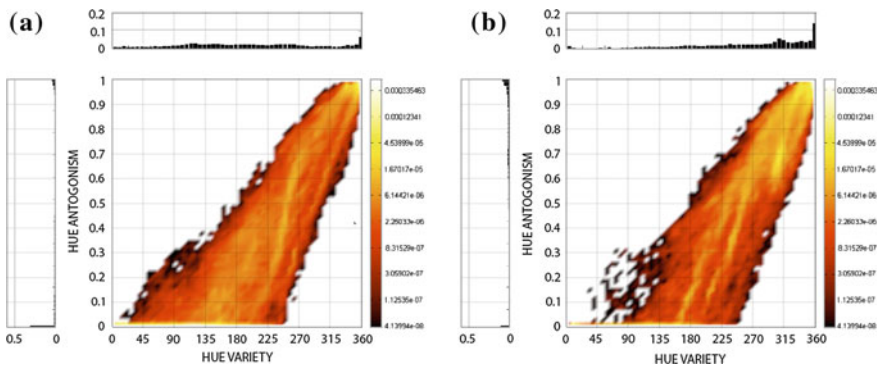 (a)
0.2
0.1
0
1
0.9
0.8
0.7
0.6
0.5
0.4
0.3
0.2
0.1
0
HUE ANTOGONISM
0.5 0
0 45 90 135 180 225 270 315 360
HUE VARIETY
0.000335463
0.00012341
4.53999e-05
1.67017e-05
6.14421e-06
2.26033e-06
8.31529e-07
3.05902e-07
1.12535e-07
4.13994e-08
(b)
0.2
0.1
0
1
0.9
0.8
0.7
0.6
0.5
0.4
0.3
0.2
0.1
0
HUE ANTOGONISM
0.5 0
0 45 90 135 180 225 270 315 360
HUE VARIETY
0.000335463
0.00012341
4.53999e-05
1.67017e-05
6.14421e-06
2.26033e-06
8.31529e-07
3.05902e-07
1.12535e-07
4.13994e-08